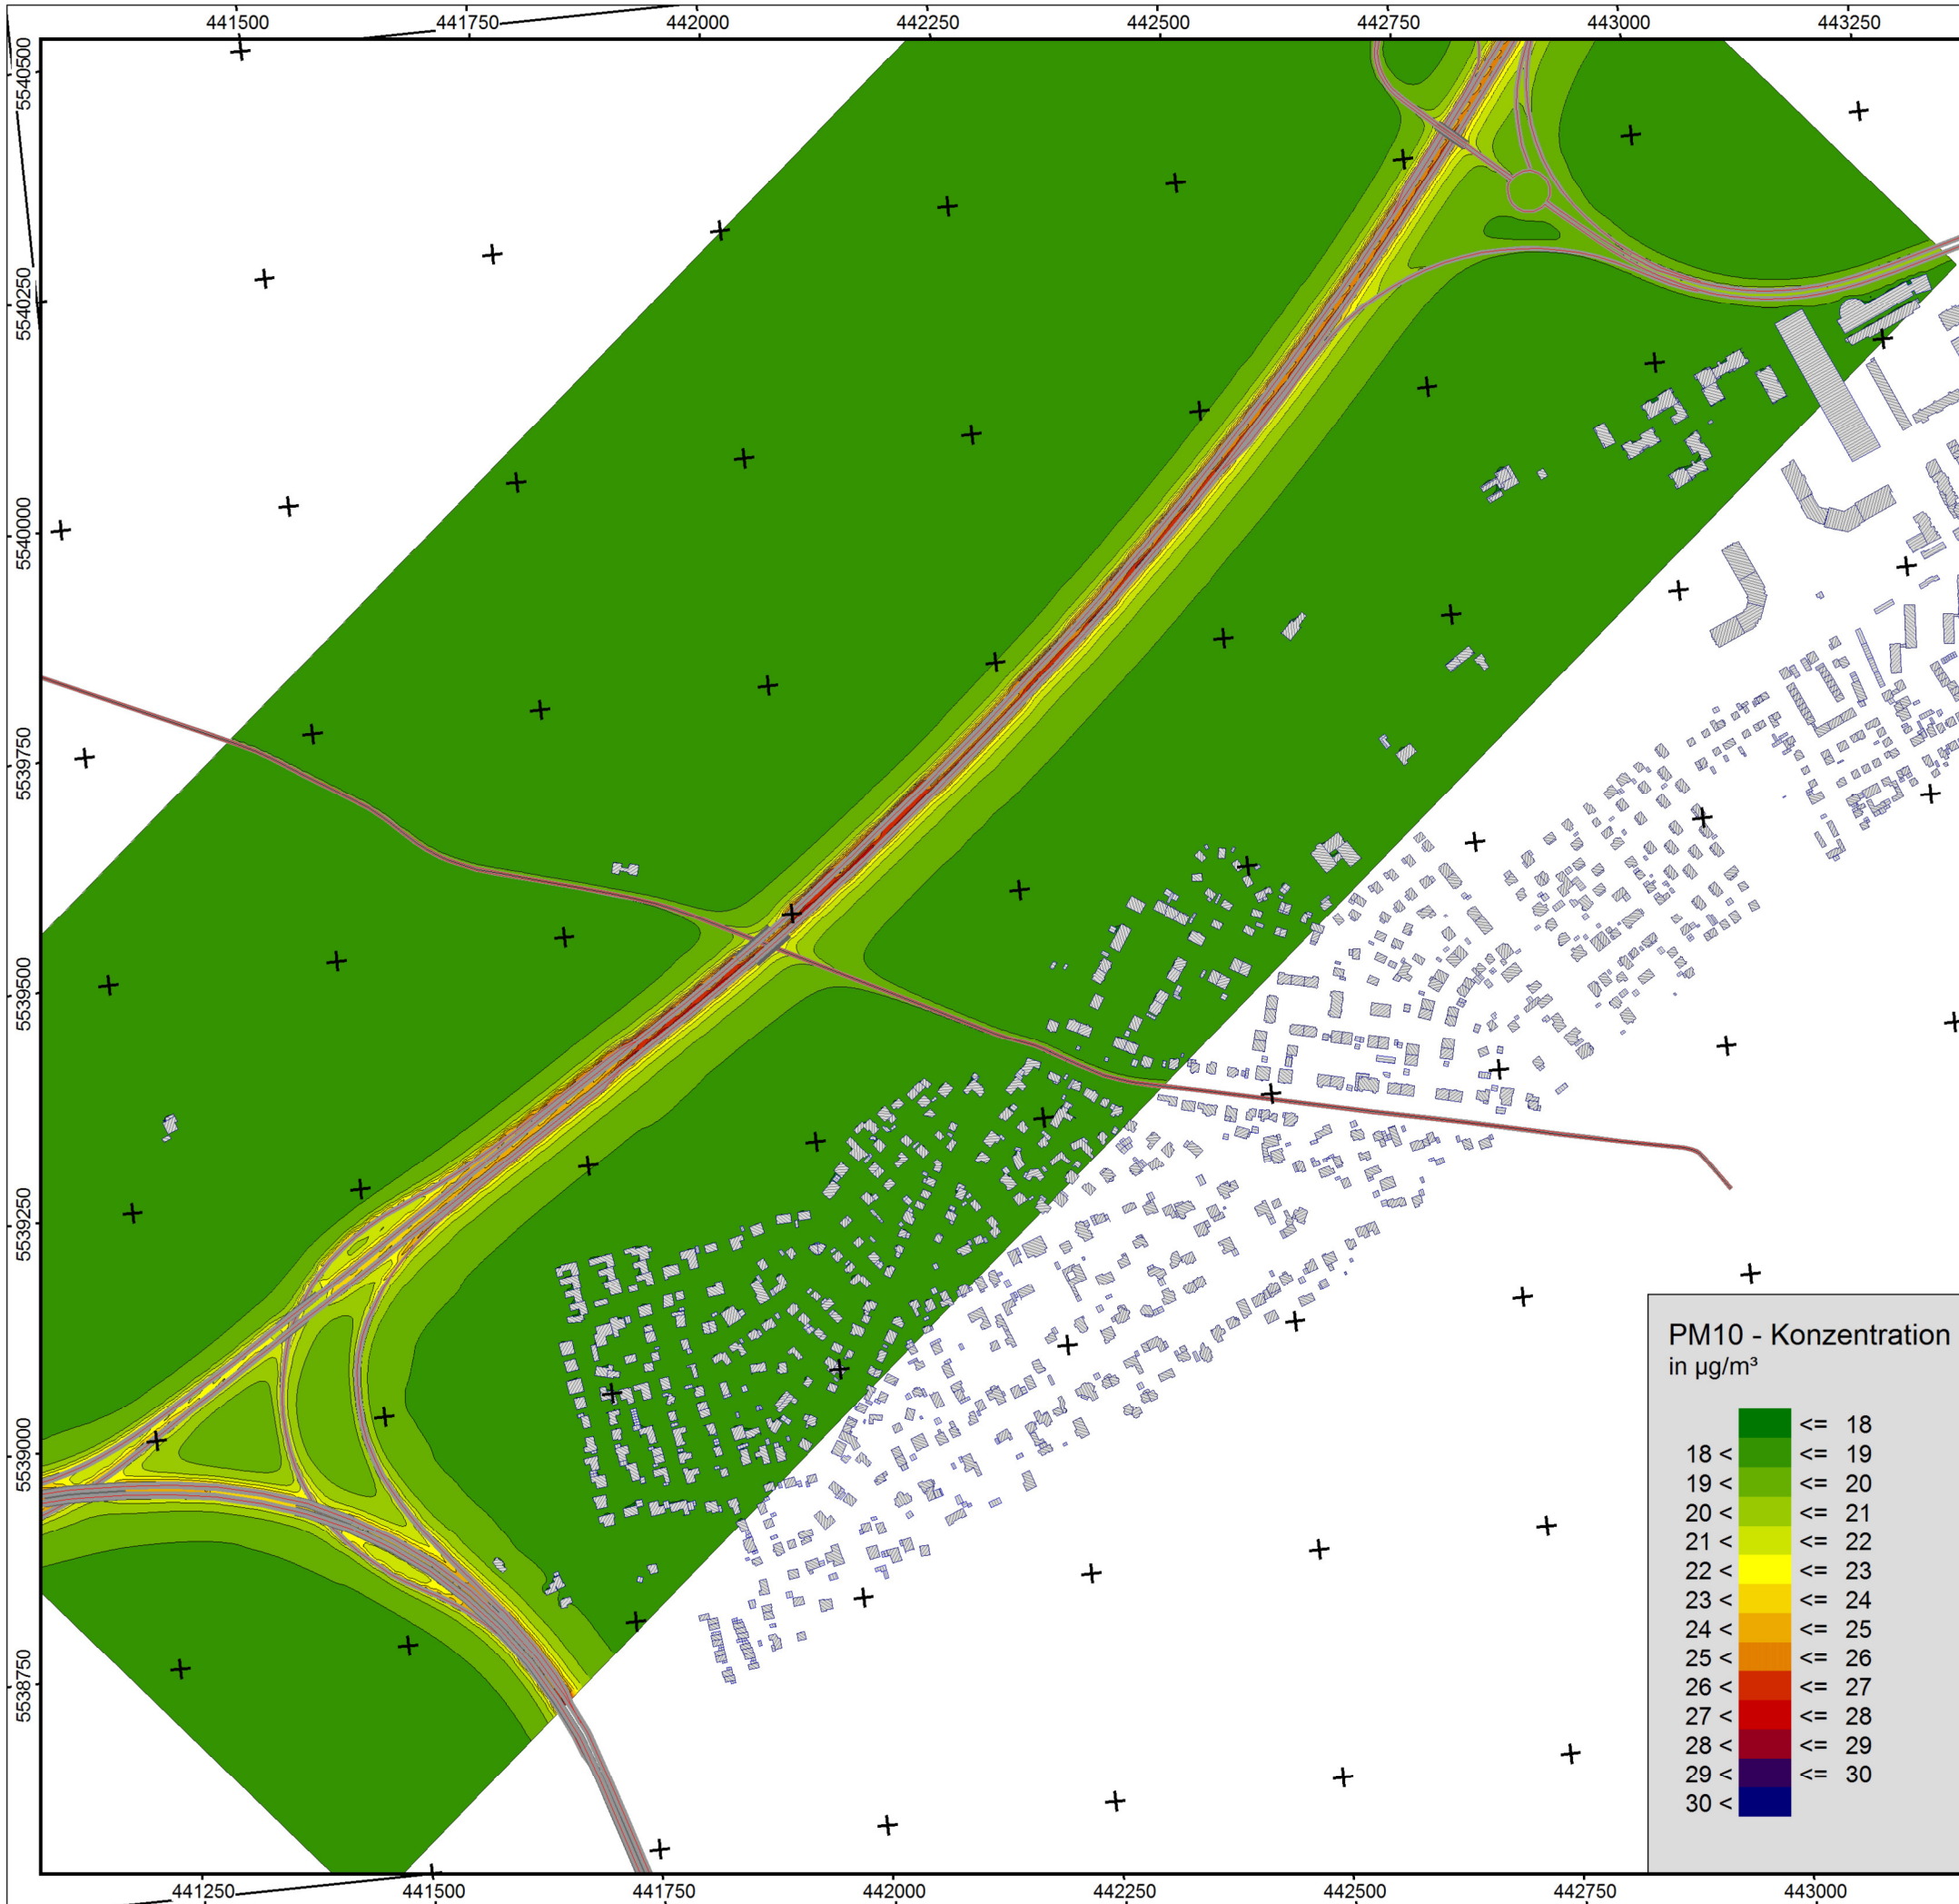 441500 441750 442000 442250 442500 442750 443000 443250
5540500
5540250
5540000
5539750
5539500
5539250
5539000
5538750
PM10 - Konzentration
in µg/m³
<= 18
18 < <= 19
19 < <= 20
20 < <= 21
21 < <= 22
22 < <= 23
23 < <= 24
24 < <= 25
25 < <= 26
26 < <= 27
27 < <= 28
28 < <= 29
29 < <= 30
30 <
441250 441500 441750 442000 442250 442500 442750 443000